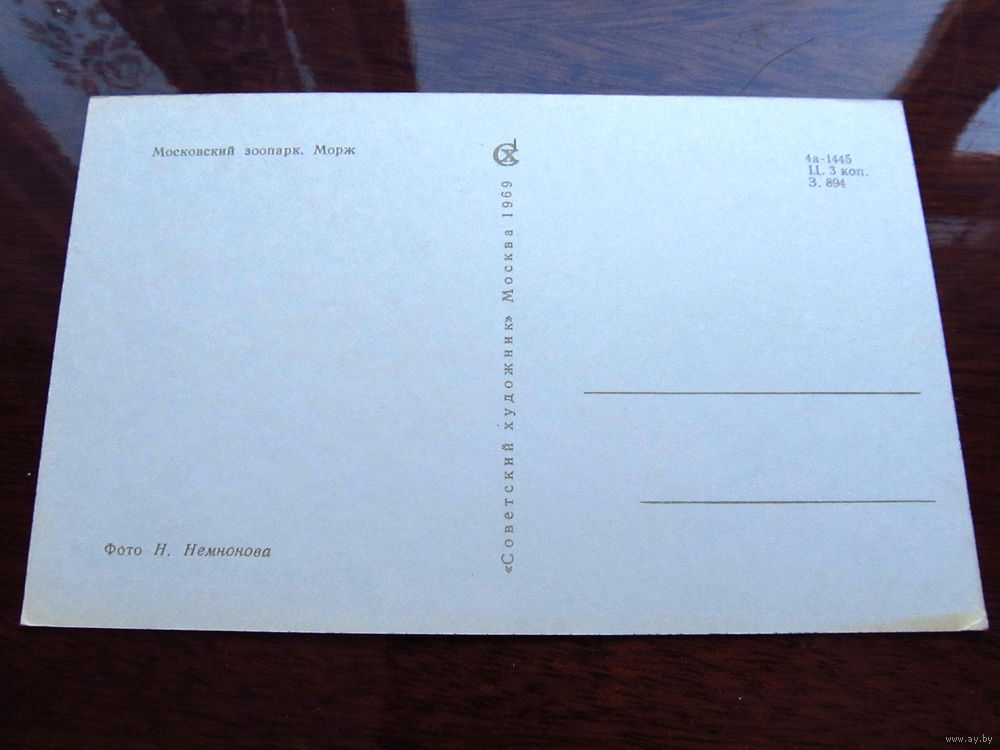 Московский зоопарк. Морж
Фото Н. Немнонова
«Советский художник» Москва 1969
СХ
4а-1445
Ц. 3 коп.
З. 894
www.ay.by